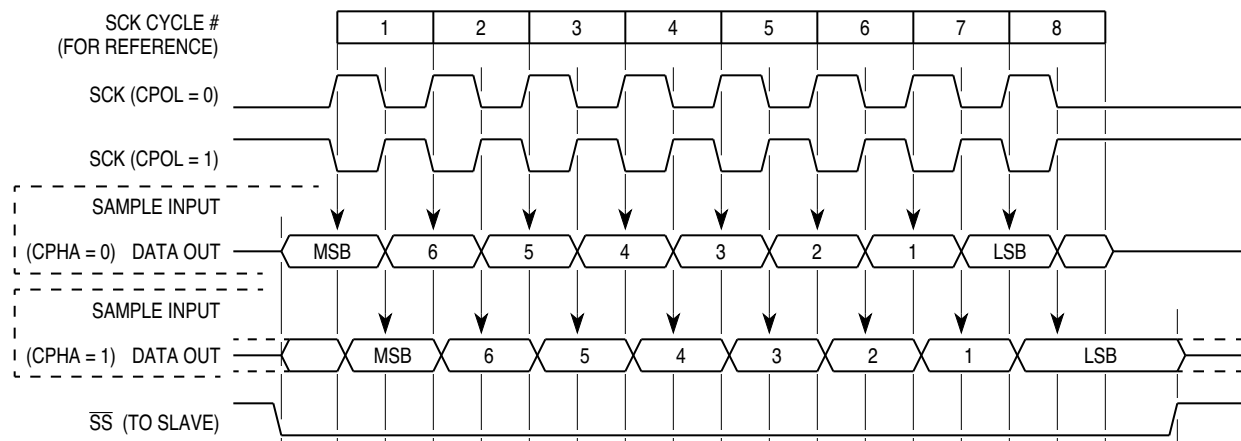 SCK CYCLE # 1 2 3 4 5 6 7 8
(FOR REFERENCE)
SCK (CPOL = 0)
SCK (CPOL = 1)
SAMPLE INPUT
(CPHA = 0) DATA OUT MSB 6 5 4 3 2 1 LSB
SAMPLE INPUT
(CPHA = 1) DATA OUT MSB 6 5 4 3 2 1 LSB
SS (TO SLAVE)